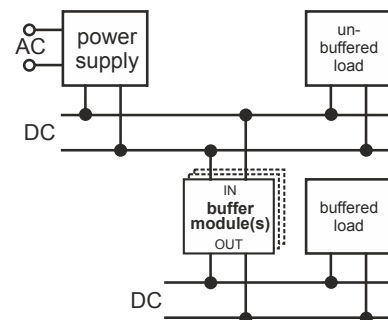 AC
power
supply
un-
buffered
load
DC
IN
buffer
module(s)
OUT
buffered
load
DC